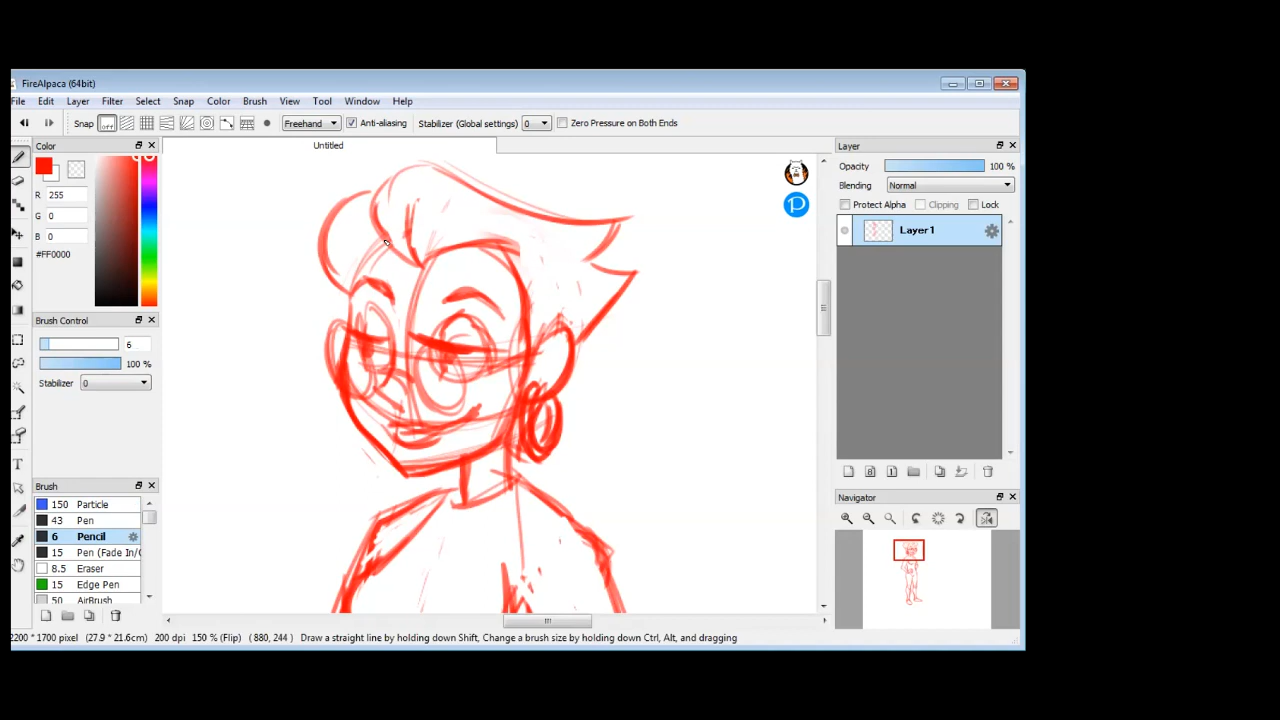 FireAlpaca (64bit)
File Edit Layer Filter Select Snap Color Brush View Tool Window Help
Snap off Freehand Anti-aliasing Stabilizer (Global settings) 0 Zero Pressure on Both Ends
Color
R 255
G 0
B 0
#FF0000
Brush Control
6
100 %
Stabilizer 0
Brush
150 Particle
43 Pen
6 Pencil
15 Pen (Fade In/O
8.5 Eraser
15 Edge Pen
50 AirBrush
T
Untitled
P
Layer
Opacity 100 %
Blending Normal
Protect Alpha Clipping Lock
Layer1
8 1
Navigator
2200 * 1700 pixel (27.9 * 21.6cm) 200 dpi 150 % (Flip) ( 880, 244 ) Draw a straight line by holding down Shift, Change a brush size by holding down Ctrl, Alt, and dragging